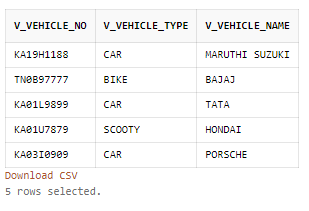 V_VEHICLE_NO V_VEHICLE_TYPE V_VEHICLE_NAME
KA19H1188 CAR MARUTHI SUZUKI
TN0B97777 BIKE BAJAJ
KA01L9899 CAR TATA
KA01U7879 SCOOTY HONDAI
KA03I0909 CAR PORSCHE
Download CSV
5 rows selected.